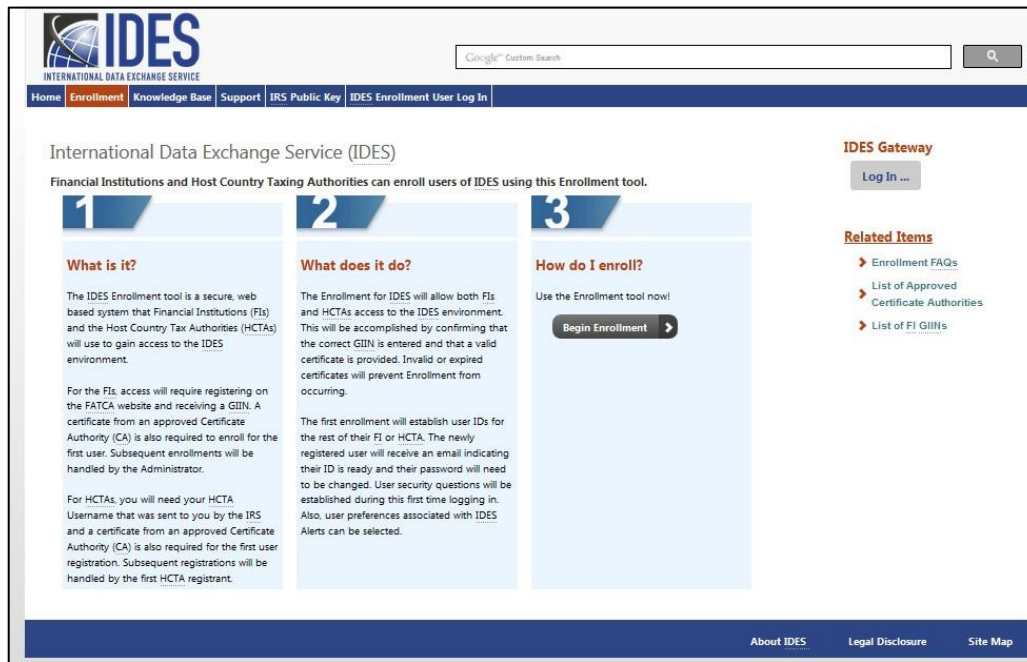 IDES
INTERNATIONAL DATA EXCHANGE SERVICE
Google™ Custom Search
Home Enrollment Knowledge Base Support IRS Public Key IDES Enrollment User Log In
International Data Exchange Service (IDES)
Financial Institutions and Host Country Taxing Authorities can enroll users of IDES using this Enrollment tool.
1
What is it?
The IDES Enrollment tool is a secure, web
based system that Financial Institutions (FIs)
and the Host Country Tax Authorities (HCTAs)
will use to gain access to the IDES
environment.
For the FIs, access will require registering on
the FATCA website and receiving a GIIN. A
certificate from an approved Certificate
Authority (CA) is also required to enroll for the
first user. Subsequent enrollments will be
handled by the Administrator.
For HCTAs, you will need your HCTA
Username that was sent to you by the IRS
and a certificate from an approved Certificate
Authority (CA) is also required for the first user
registration. Subsequent registrations will be
handled by the first HCTA registrant.
2
What does it do?
The Enrollment for IDES will allow both FIs
and HCTAs access to the IDES environment.
This will be accomplished by confirming that
the correct GIIN is entered and that a valid
certificate is provided. Invalid or expired
certificates will prevent Enrollment from
occurring.
The first enrollment will establish user IDs for
the rest of their FI or HCTA. The newly
registered user will receive an email indicating
their ID is ready and their password will need
to be changed. User security questions will be
established during this first time logging in.
Also, user preferences associated with IDES
Alerts can be selected.
3
How do I enroll?
Use the Enrollment tool now!
Begin Enrollment
IDES Gateway
Log In ...
Related Items
Enrollment FAQs
List of Approved
Certificate Authorities
List of FI GIINs
About IDES Legal Disclosure Site Map